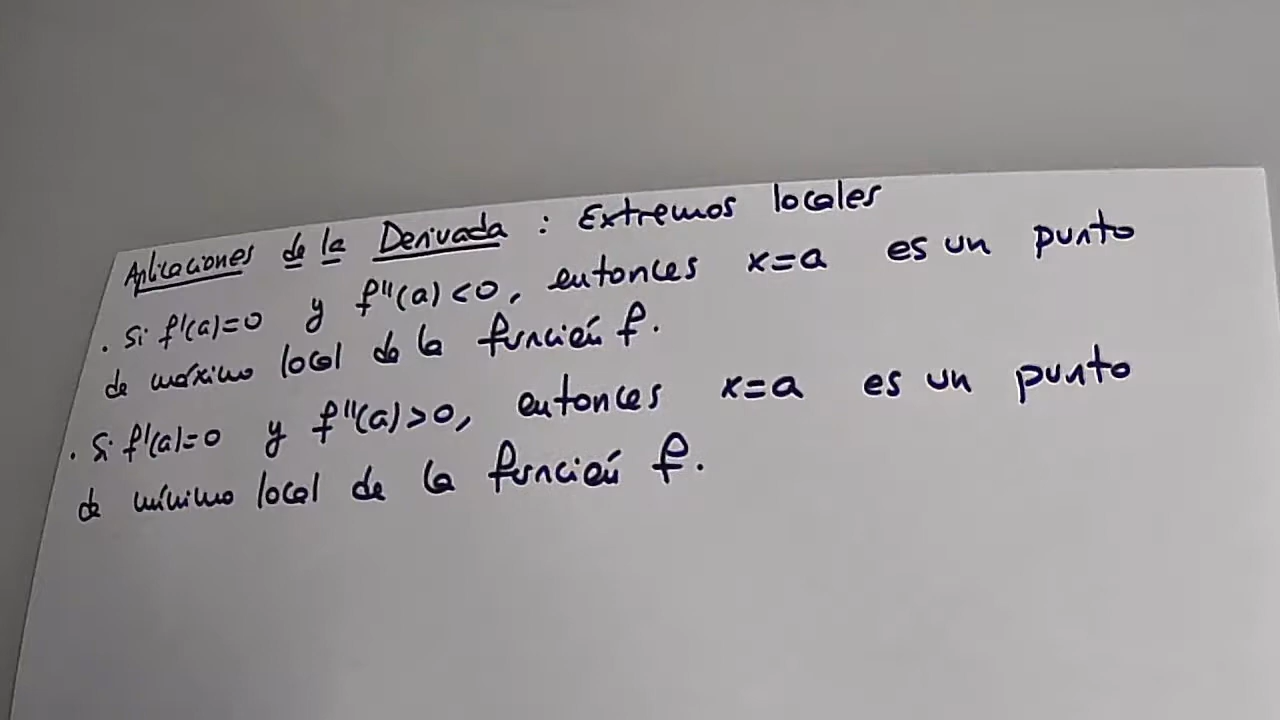 Aplicaciones de la Derivada : Extremos locales
. Si f'(a)=0 y f''(a)<0, entonces x=a es un punto
de máximo local de la función f.
. Si f'(a)=0 y f''(a)>0, entonces x=a es un punto
de mínimo local de la función f.